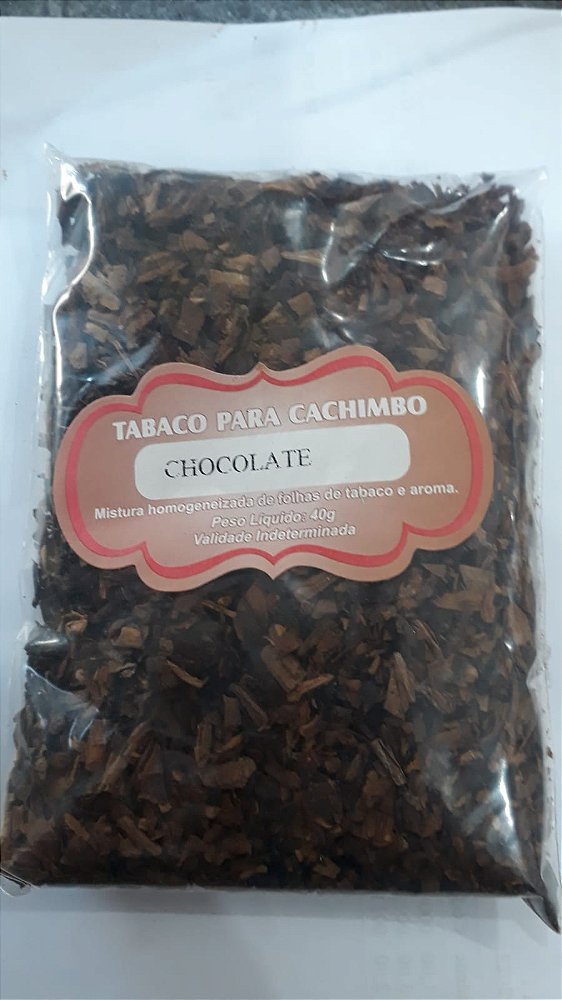 TABACO PARA CACHIMBO
CHOCOLATE
Mistura homogeneizada de folhas de tabaco e aroma.
Peso Líquido: 40g
Validade Indeterminada